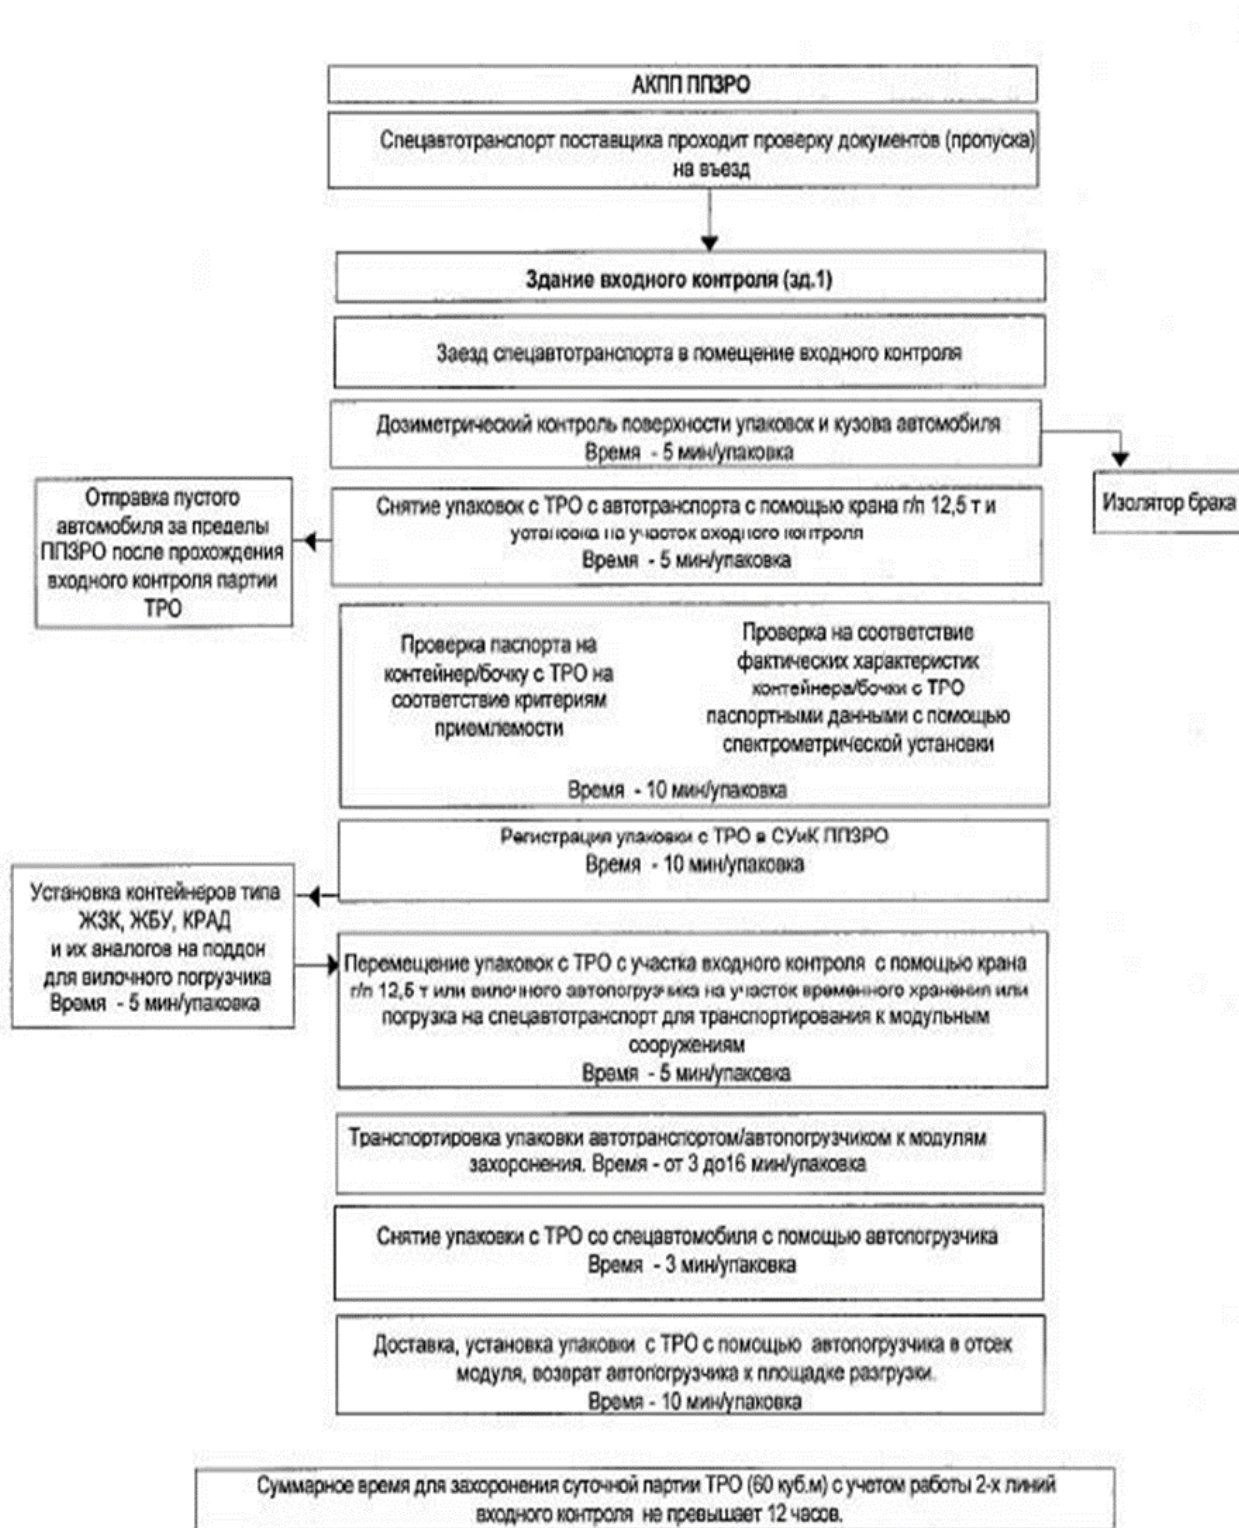 АКПП ППЗРО
Спецавтотранспорт поставщика проходит проверку документов (пропуска)
на въезд
Здание входного контроля (зд.1)
Заезд спецавтотранспорта в помещение входного контроля
Дозиметрический контроль поверхности упаковок и кузова автомобиля
Время - 5 мин/упаковка
Изолятор брака
Отправка пустого
автомобиля за пределы
ППЗРО после прохождения
входного контроля партии
ТРО
Снятие упаковок с ТРО с автотранспорта с помощью крана г/п 12,5 т и
установка на участок входного контроля
Время - 5 мин/упаковка
Проверка паспорта на
контейнер/бочку с ТРО на
соответствие критериям
приемлемости
Проверка на соответствие
фактических характеристик
контейнера/бочки с ТРО
паспортными данными с помощью
спектрометрической установки
Время - 10 мин/упаковка
Регистрация упаковки с ТРО в СУиК ППЗРО
Время - 10 мин/упаковка
Установка контейнеров типа
ЖЗК, ЖБУ, КРАД
и их аналогов на поддон
для вилочного погрузчика
Время - 5 мин/упаковка
Перемещение упаковок с ТРО с участка входного контроля с помощью крана
г/п 12,5 т или вилочного автопогрузчика на участок временного хранения или
погрузка на спецавтотранспорт для транспортирования к модульным
сооружениям
Время - 5 мин/упаковка
Транспортировка упаковки автотранспортом/автопогрузчиком к модулям
захоронения. Время - от 3 до16 мин/упаковка
Снятие упаковки с ТРО со спецавтомобиля с помощью автопогрузчика
Время - 3 мин/упаковка
Доставка, установка упаковки с ТРО с помощью автопогрузчика в отсек
модуля, возврат автопогрузчика к площадке разгрузки.
Время - 10 мин/упаковка
Суммарное время для захоронения суточной партии ТРО (60 куб.м) с учетом работы 2-х линий
входного контроля не превышает 12 часов.